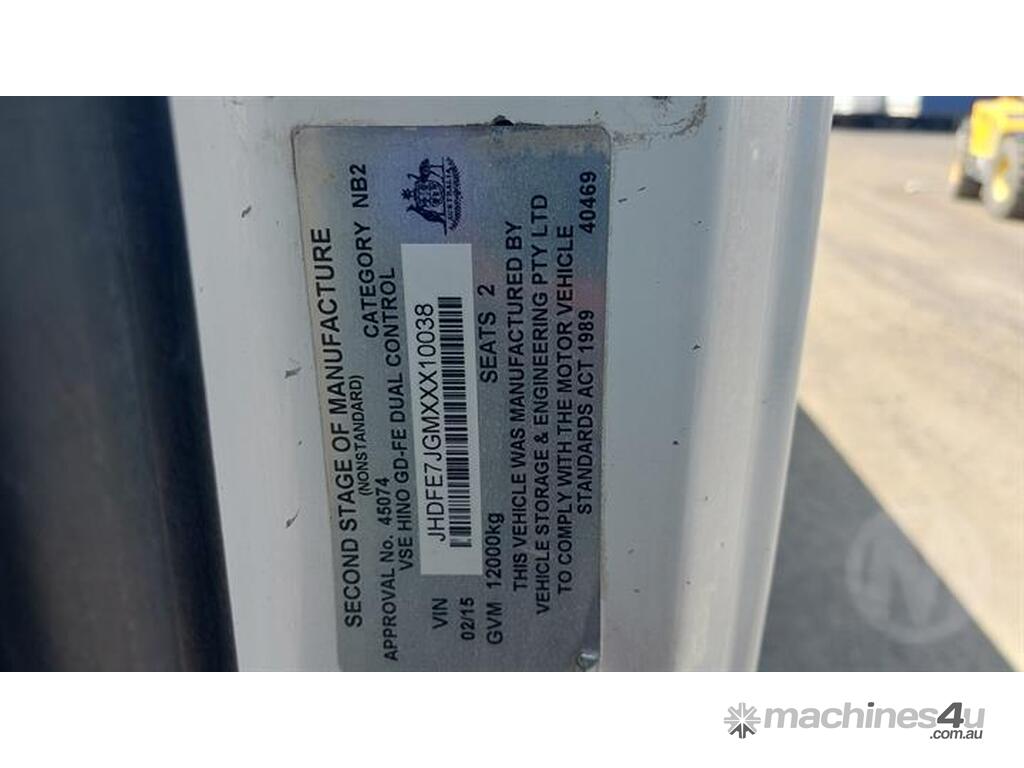 SECOND STAGE OF MANUFACTURE
(NONSTANDARD)
APPROVAL No. 45074 CATEGORY NB2
VSE HINO GD-FE DUAL CONTROL
AUSTRALIA
VIN JHDFE7JGMXXX10038
02/15
GVM 12000kg SEATS 2
THIS VEHICLE WAS MANUFACTURED BY
VEHICLE STORAGE & ENGINEERING PTY LTD
TO COMPLY WITH THE MOTOR VEHICLE
STANDARDS ACT 1989 40469
machines4u
.com.au